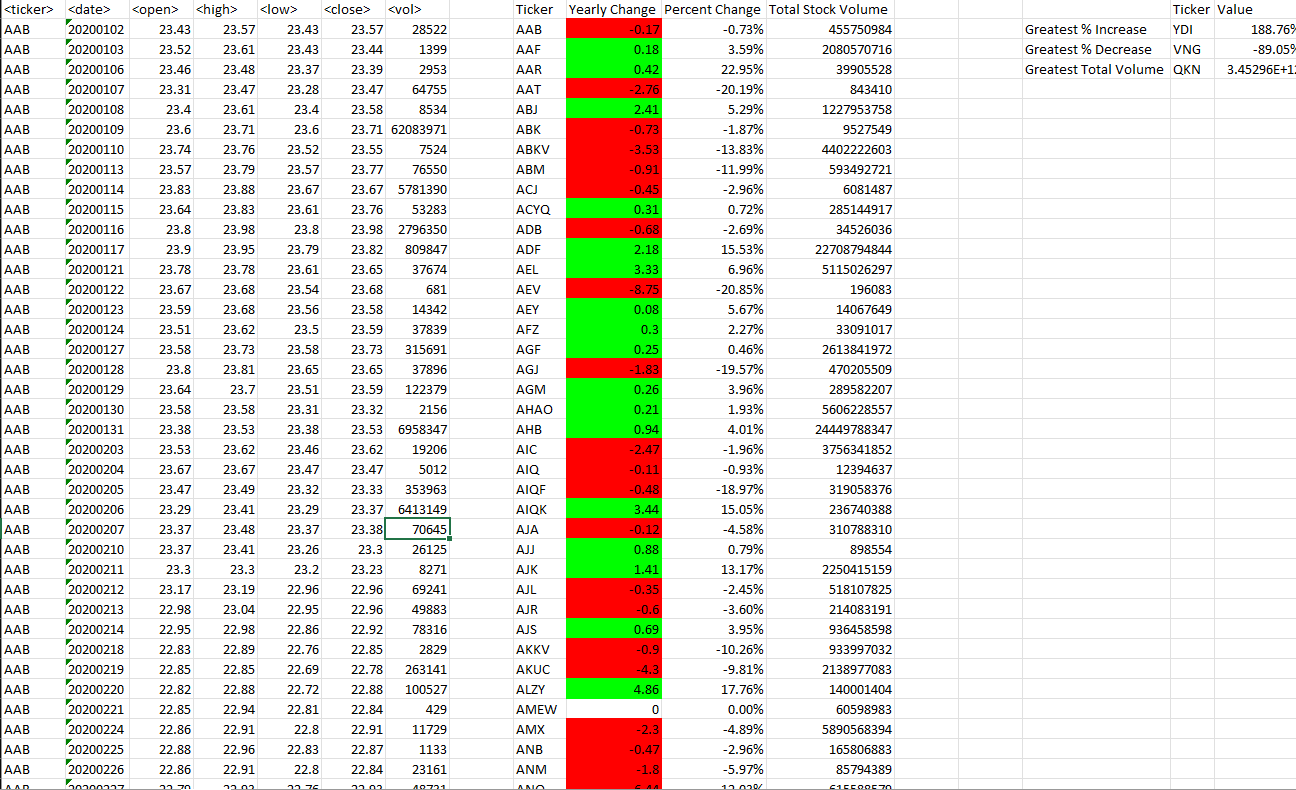 <ticker> <date> <open> <high> <low> <close> <vol> Ticker Yearly Change Percent Change Total Stock Volume Ticker Value
AAB 20200102 23.43 23.57 23.43 23.57 28522 AAB -0.17 -0.73% 455750984 Greatest % Increase YDI 188.76%
AAB 20200103 23.52 23.61 23.43 23.44 1399 AAF 0.18 3.59% 2080570716 Greatest % Decrease VNG -89.05%
AAB 20200106 23.46 23.48 23.37 23.39 2953 AAR 0.42 22.95% 39905528 Greatest Total Volume QKN 3.45296E+12
AAB 20200107 23.31 23.47 23.28 23.47 64755 AAT -2.76 -20.19% 843410
AAB 20200108 23.4 23.61 23.4 23.58 8534 ABJ 2.41 5.29% 1227953758
AAB 20200109 23.6 23.71 23.6 23.71 62083971 ABK -0.73 -1.87% 9527549
AAB 20200110 23.74 23.76 23.52 23.55 7524 ABKV -3.53 -13.83% 4402222603
AAB 20200113 23.57 23.79 23.57 23.77 76550 ABM -0.91 -11.99% 593492721
AAB 20200114 23.83 23.88 23.67 23.67 5781390 ACJ -0.45 -2.96% 6081487
AAB 20200115 23.64 23.83 23.61 23.76 53283 ACYQ 0.31 0.72% 285144917
AAB 20200116 23.8 23.98 23.8 23.98 2796350 ADB -0.68 -2.69% 34526036
AAB 20200117 23.9 23.95 23.79 23.82 809847 ADF 2.18 15.53% 22708794844
AAB 20200121 23.78 23.78 23.61 23.65 37674 AEL 3.33 6.96% 5115026297
AAB 20200122 23.67 23.68 23.54 23.68 681 AEV -8.75 -20.85% 196083
AAB 20200123 23.59 23.68 23.56 23.58 14342 AEY 0.08 5.67% 14067649
AAB 20200124 23.51 23.62 23.5 23.59 37839 AFZ 0.3 2.27% 33091017
AAB 20200127 23.58 23.73 23.58 23.73 315691 AGF 0.25 0.46% 2613841972
AAB 20200128 23.8 23.81 23.65 23.65 37896 AGJ -1.83 -19.57% 470205509
AAB 20200129 23.64 23.7 23.51 23.59 122379 AGM 0.26 3.96% 289582207
AAB 20200130 23.58 23.58 23.31 23.32 2156 AHAO 0.21 1.93% 5606228557
AAB 20200131 23.38 23.53 23.38 23.53 6958347 AHB 0.94 4.01% 24449788347
AAB 20200203 23.53 23.62 23.46 23.62 19206 AIC -2.47 -1.96% 3756341852
AAB 20200204 23.67 23.67 23.47 23.47 5012 AIQ -0.11 -0.93% 12394637
AAB 20200205 23.47 23.49 23.32 23.33 353963 AIQF -0.48 -18.97% 319058376
AAB 20200206 23.29 23.41 23.29 23.37 6413149 AIQK 3.44 15.05% 236740388
AAB 20200207 23.37 23.48 23.37 23.38 70645 AJA -0.12 -4.58% 310788310
AAB 20200210 23.37 23.41 23.26 23.3 26125 AJJ 0.88 0.79% 898554
AAB 20200211 23.3 23.3 23.2 23.23 8271 AJK 1.41 13.17% 2250415159
AAB 20200212 23.17 23.19 22.96 22.96 69241 AJL -0.35 -2.45% 518107825
AAB 20200213 22.98 23.04 22.95 22.96 49883 AJR -0.6 -3.60% 214083191
AAB 20200214 22.95 22.98 22.86 22.92 78316 AJS 0.69 3.95% 936458598
AAB 20200218 22.83 22.89 22.76 22.85 2829 AKKV -0.9 -10.26% 933997032
AAB 20200219 22.85 22.85 22.69 22.78 263141 AKUC -4.3 -9.81% 2138977083
AAB 20200220 22.82 22.88 22.72 22.88 100527 ALZY 4.86 17.76% 140001404
AAB 20200221 22.85 22.94 22.81 22.84 429 AMEW 0 0.00% 60598983
AAB 20200224 22.86 22.91 22.8 22.91 11729 AMX -2.3 -4.89% 5890568394
AAB 20200225 22.88 22.96 22.83 22.87 1133 ANB -0.47 -2.96% 165806883
AAB 20200226 22.86 22.91 22.8 22.84 23161 ANM -1.8 -5.97% 85794389